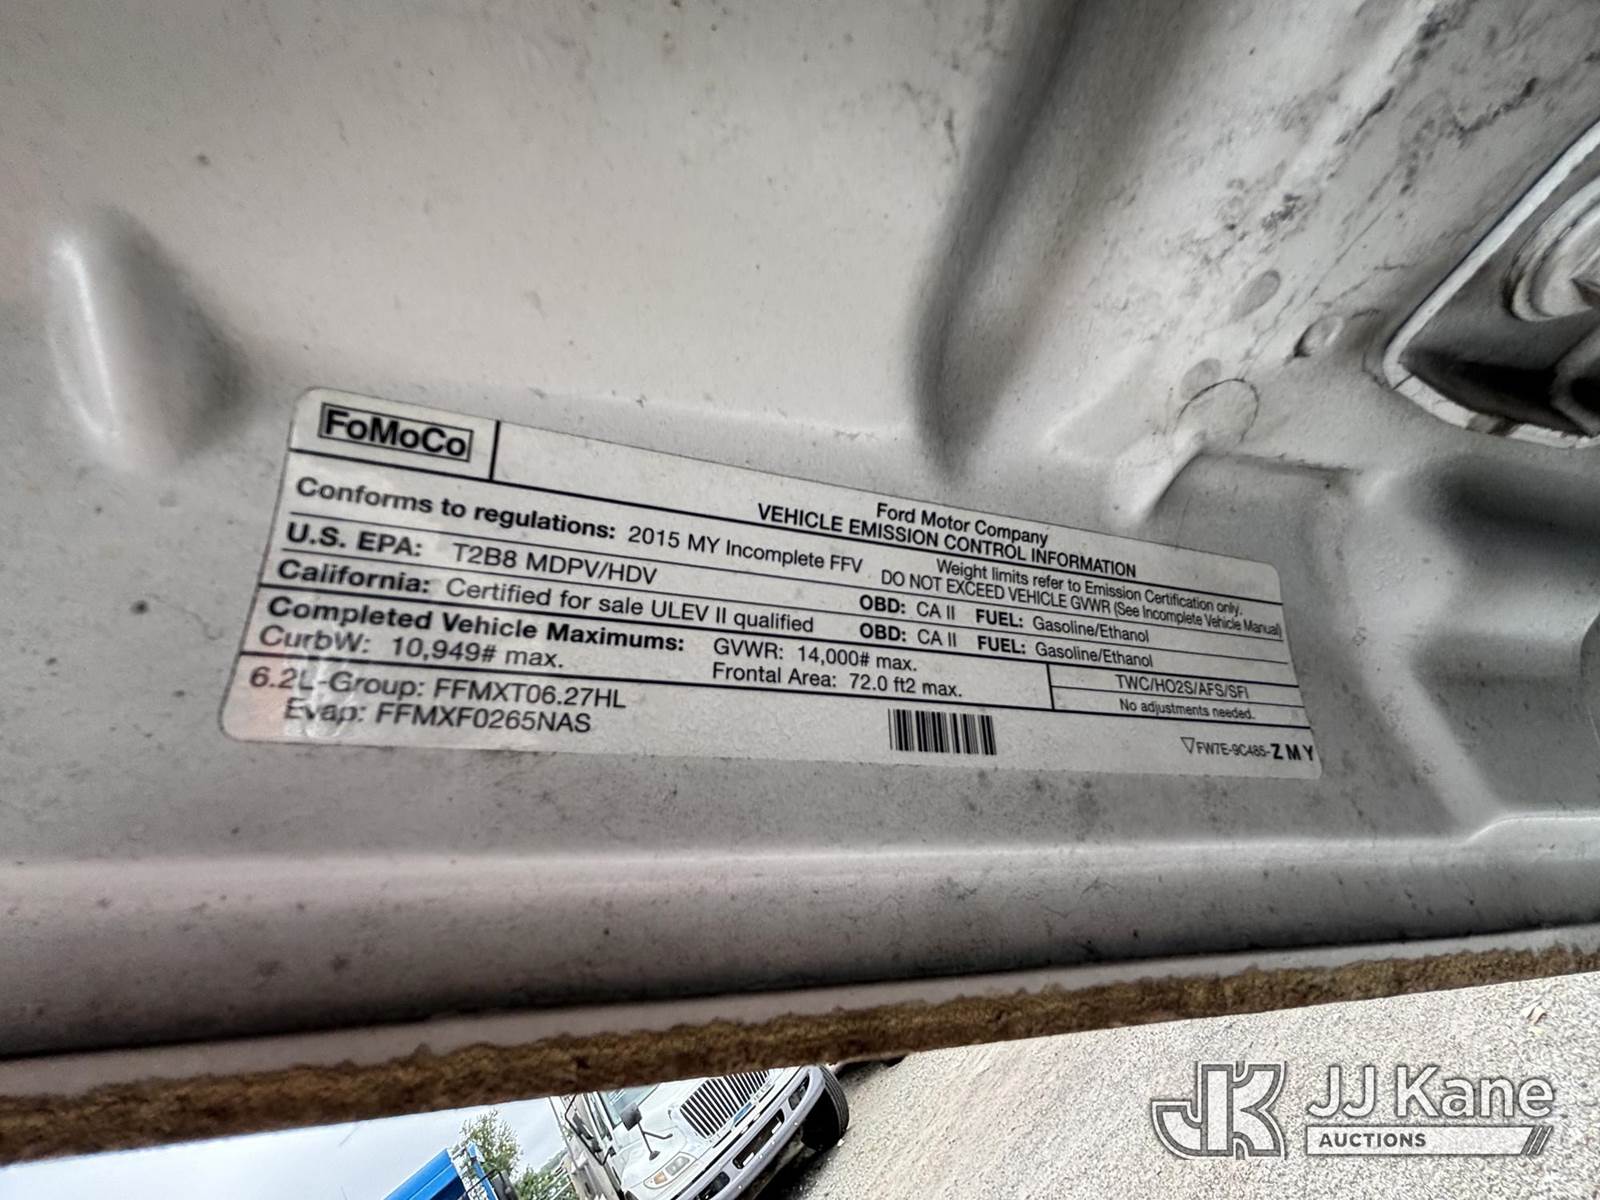 FoMoCo
Ford Motor Company
VEHICLE EMISSION CONTROL INFORMATION
Conforms to regulations: 2015 MY Incomplete FFV
Weight limits refer to Emission Certification only.
DO NOT EXCEED VEHICLE GVWR (See Incomplete Vehicle Manual)
U.S. EPA: T2B8 MDPV/HDV OBD: CA II FUEL: Gasoline/Ethanol
California: Certified for sale ULEV II qualified OBD: CA II FUEL: Gasoline/Ethanol
Completed Vehicle Maximums: GVWR: 14,000# max.
CurbW: 10,949# max. Frontal Area: 72.0 ft2 max.
TWC/HO2S/AFS/SFI
No adjustments needed.
6.2L-Group: FFMXT06.27HL
Evap: FFMXF0265NAS
FW7E-9C485-ZMY
JK JJ Kane
AUCTIONS